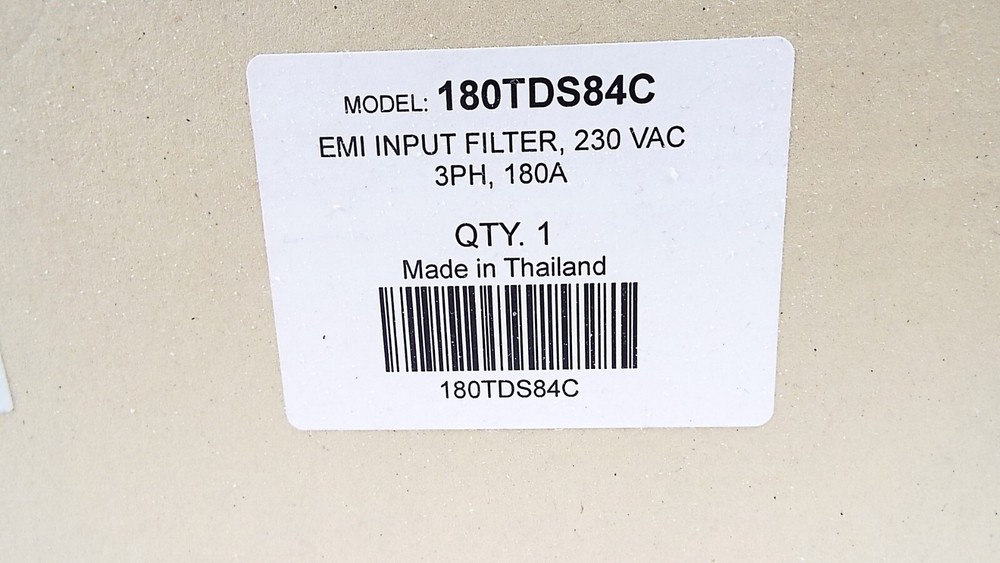 MODEL: 180TDS84C
EMI INPUT FILTER, 230 VAC
3PH, 180A
QTY. 1
Made in Thailand
180TDS84C